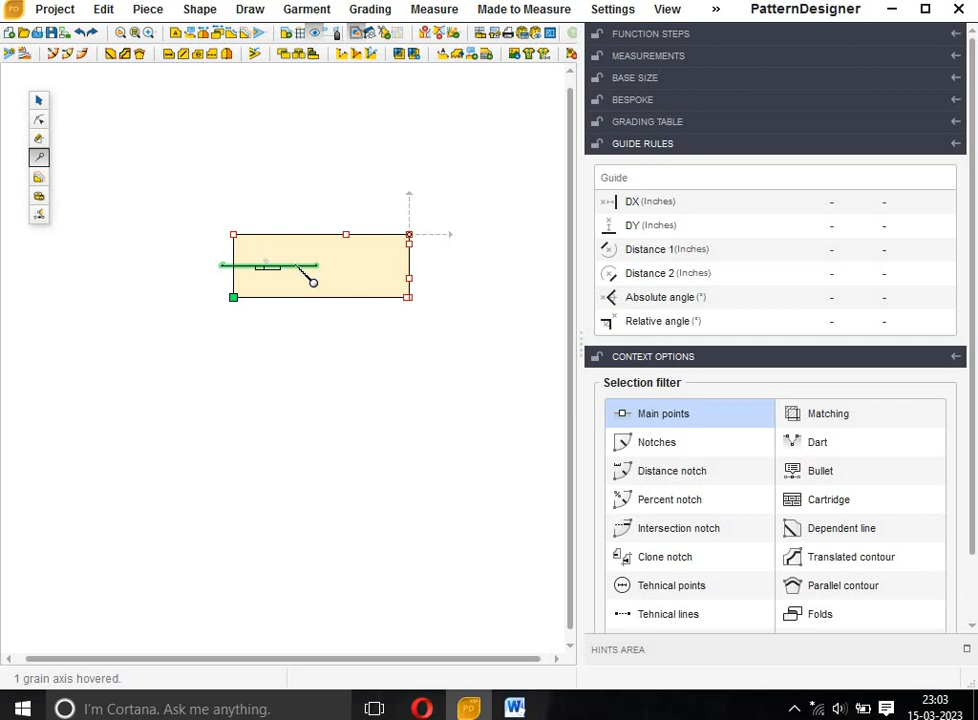 PD Project Edit Piece Shape Draw Garment Grading Measure Made to Measure Settings View » PatternDesigner
FUNCTION STEPS
MEASUREMENTS
BASE SIZE
BESPOKE
GRADING TABLE
GUIDE RULES
Guide
DX (Inches) - -
DY (Inches) - -
Distance 1(Inches) - -
Distance 2 (Inches) - -
Absolute angle (°) - -
Relative angle (°) - -
CONTEXT OPTIONS
Selection filter
Main points Matching
Notches Dart
Distance notch Bullet
Percent notch Cartridge
Intersection notch Dependent line
Clone notch Translated contour
Tehnical points Parallel contour
Tehnical lines Folds
HINTS AREA
1 grain axis hovered.
I'm Cortana. Ask me anything.
PD
23:03
15-03-2023